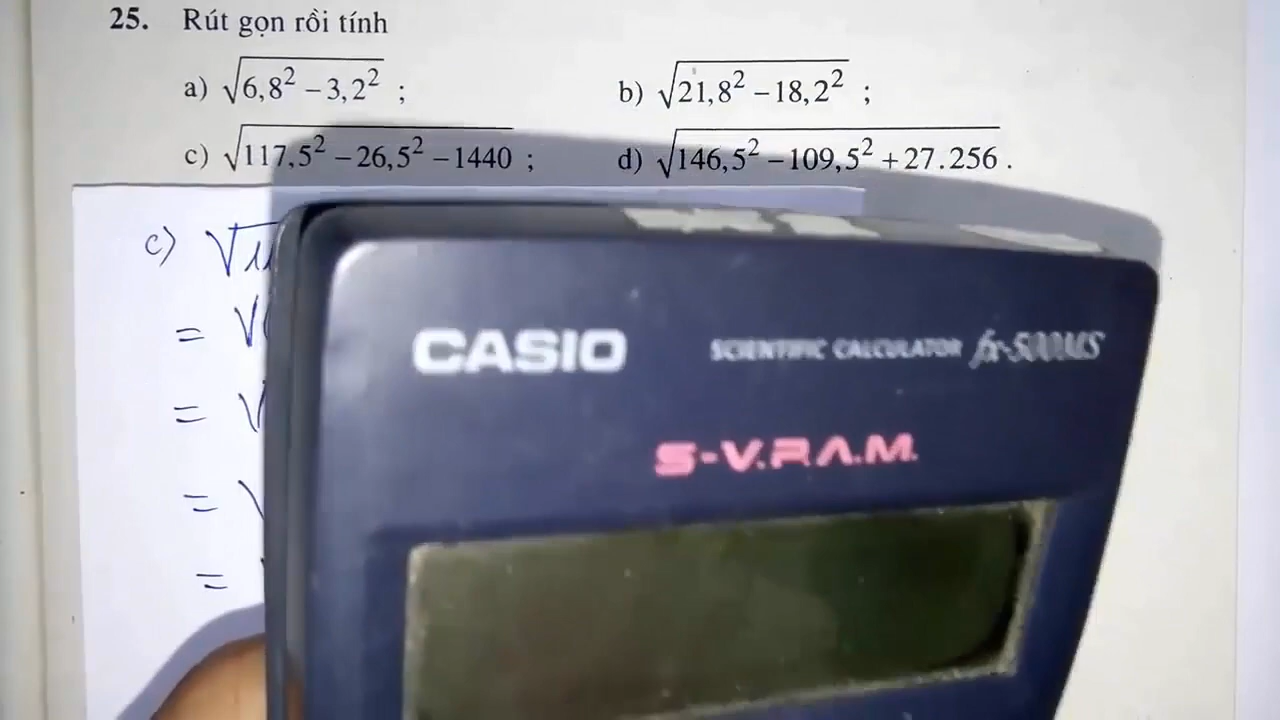 25. Rút gọn rồi tính
a) √6,8² – 3,2² ; b) √21,8² – 18,2² ;
c) √117,5² – 26,5² – 1440 ; d) √146,5² – 109,5² + 27.256 .
c) √
= √
= √
= √
=
CASIO SCIENTIFIC CALCULATOR fx-500MS
S-V.P.A.M.